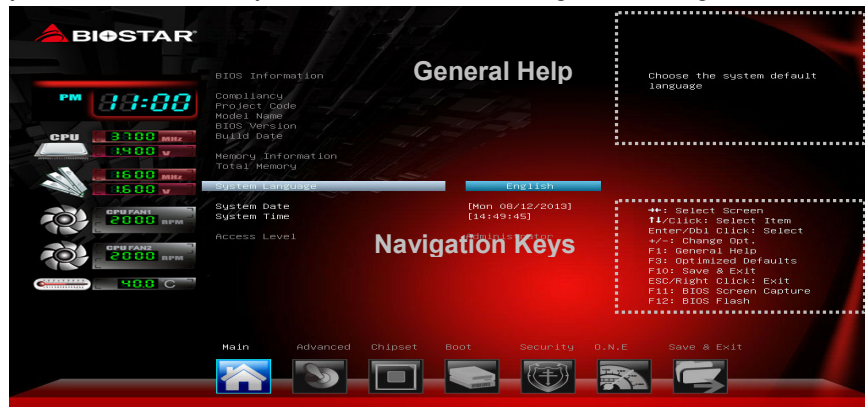 BIOSTAR
General Help
BIOS Information
Choose the system default
language
PM 11:00
Compliancy
Project Code
Model Name
BIOS Version
Build Date
CPU 3700 MHz
1.400 V
Memory Information
Total Memory
1600 MHz
1.600 V
System Language English
System Date [Mon 08/12/2013]
System Time [14:49:45]
CPU FAN1
2000 RPM
Access Level Administrator
Navigation Keys
CPU FAN2
2000 RPM
40.0 C
→←: Select Screen
↑↓/Click: Select Item
Enter/Dbl Click: Select
+/-: Change Opt.
F1: General Help
F3: Optimized Defaults
F10: Save & Exit
ESC/Right Click: Exit
F11: BIOS Screen Capture
F12: BIOS Flash
Main Advanced Chipset Boot Security O.N.E Save & Exit